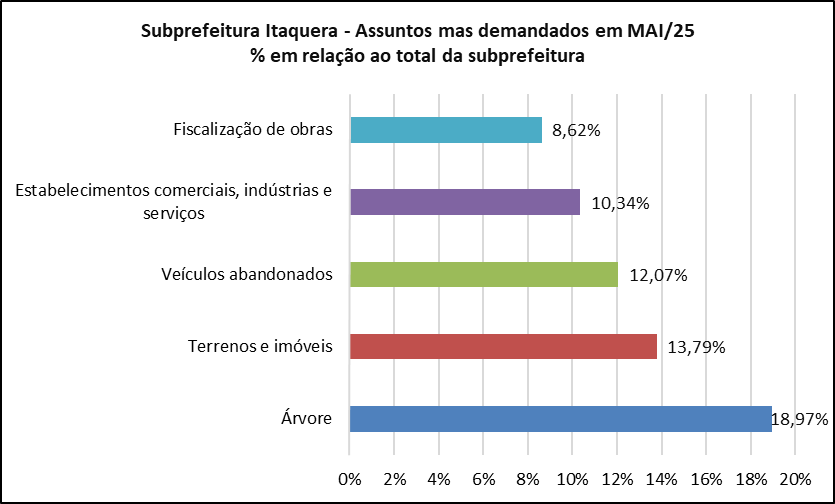 Subprefeitura Itaquera - Assuntos mas demandados em MAI/25
% em relação ao total da subprefeitura
Fiscalização de obras
8,62%
Estabelecimentos comerciais, indústrias e
serviços
10,34%
Veículos abandonados
12,07%
Terrenos e imóveis
13,79%
Árvore
18,97%
0% 2% 4% 6% 8% 10% 12% 14% 16% 18% 20%